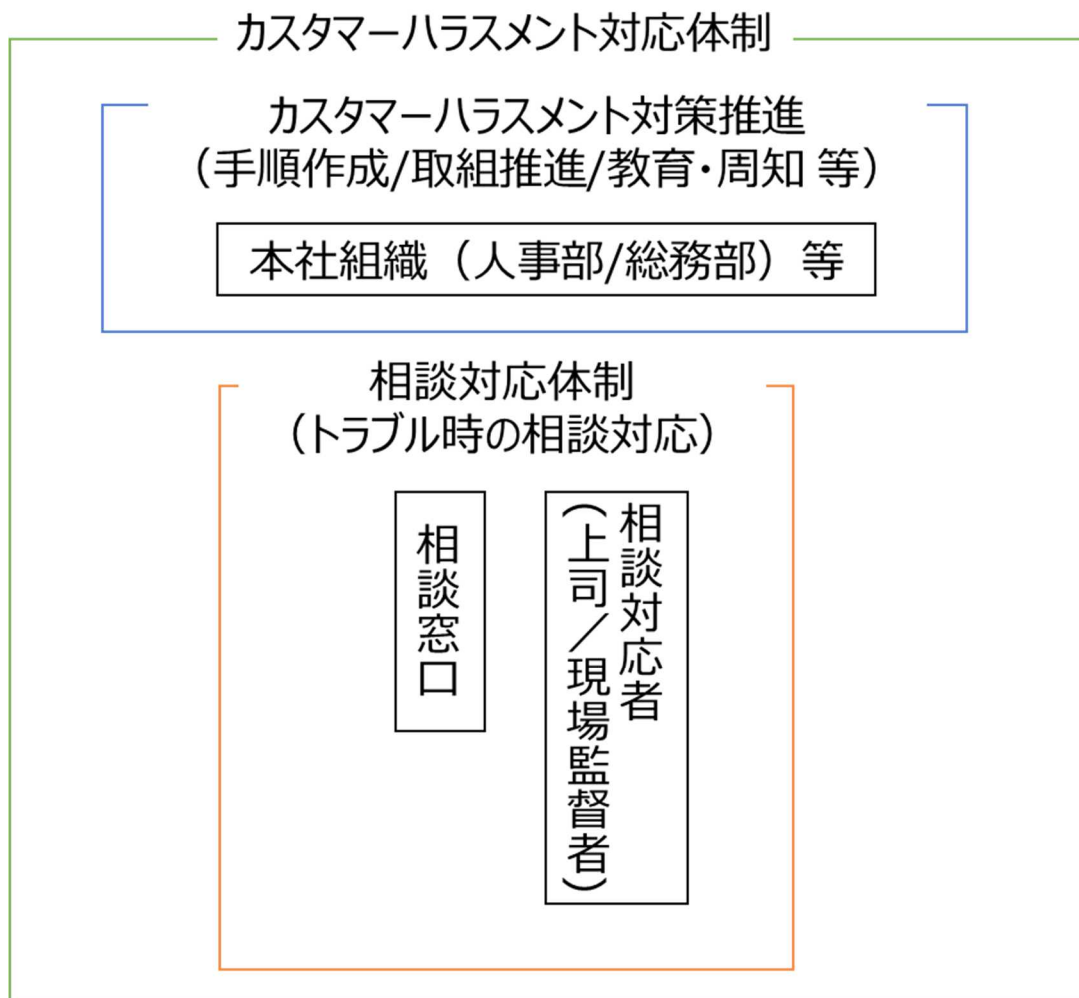 カスタマーハラスメント対応体制
カスタマーハラスメント対策推進
（手順作成/取組推進/教育・周知 等）
本社組織（人事部/総務部）等
相談対応体制
（トラブル時の相談対応）
相談窓口
相談対応者
（上司／現場監督者）